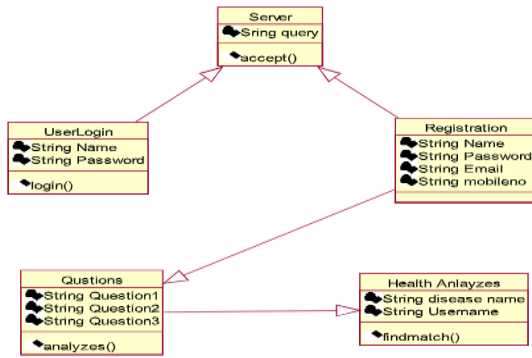 Server
Sring query
accept()
UserLogin
String Name
String Password
login()
Registration
String Name
String Password
String Email
String mobileno
Qustions
String Question1
String Question2
String Question3
analyzes()
Health Anlayzes
String disease name
String Username
findmatch()